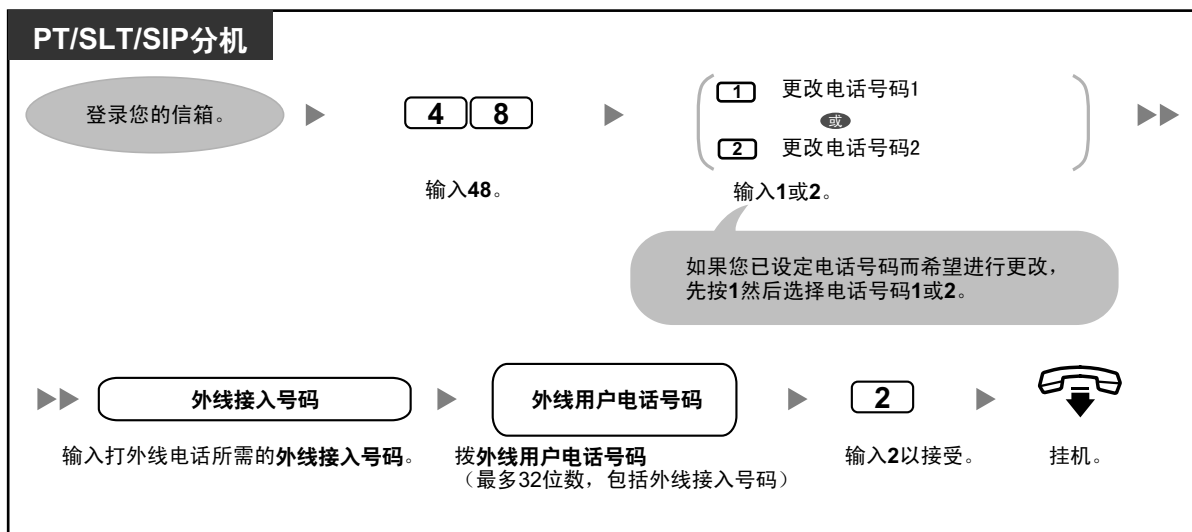 PT/SLT/SIP分机
登录您的信箱。
4 8
输入48。
1 更改电话号码1
或
2 更改电话号码2
输入1或2。
如果您已设定电话号码而希望进行更改，
先按1然后选择电话号码1或2。
外线接入号码
输入打外线电话所需的外线接入号码。
外线用户电话号码
拨外线用户电话号码
（最多32位数，包括外线接入号码）
2
输入2以接受。
挂机。